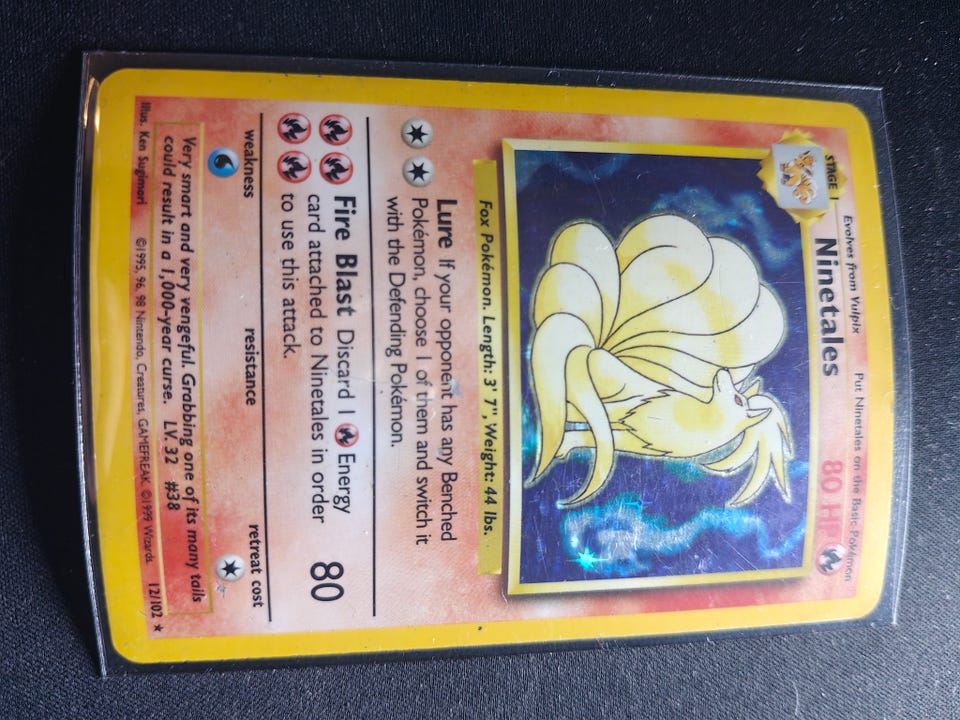 STAGE 1
Evolves from Vulpix
Put Ninetales on the Basic Pokémon
Ninetales
80 HP
Fox Pokémon. Length: 3' 7", Weight: 44 lbs.
Lure If your opponent has any Benched
Pokémon, choose 1 of them and switch it
with the Defending Pokémon.
Fire Blast Discard 1 Energy
card attached to Ninetales in order
to use this attack.
80
weakness
resistance
retreat cost
Very smart and very vengeful. Grabbing one of its many tails
could result in a 1,000-year curse. LV. 32 #38
Illus. Ken Sugimori
©1995, 96, 98 Nintendo, Creatures, GAMEFREAK. ©1999 Wizards.
12/102 ★